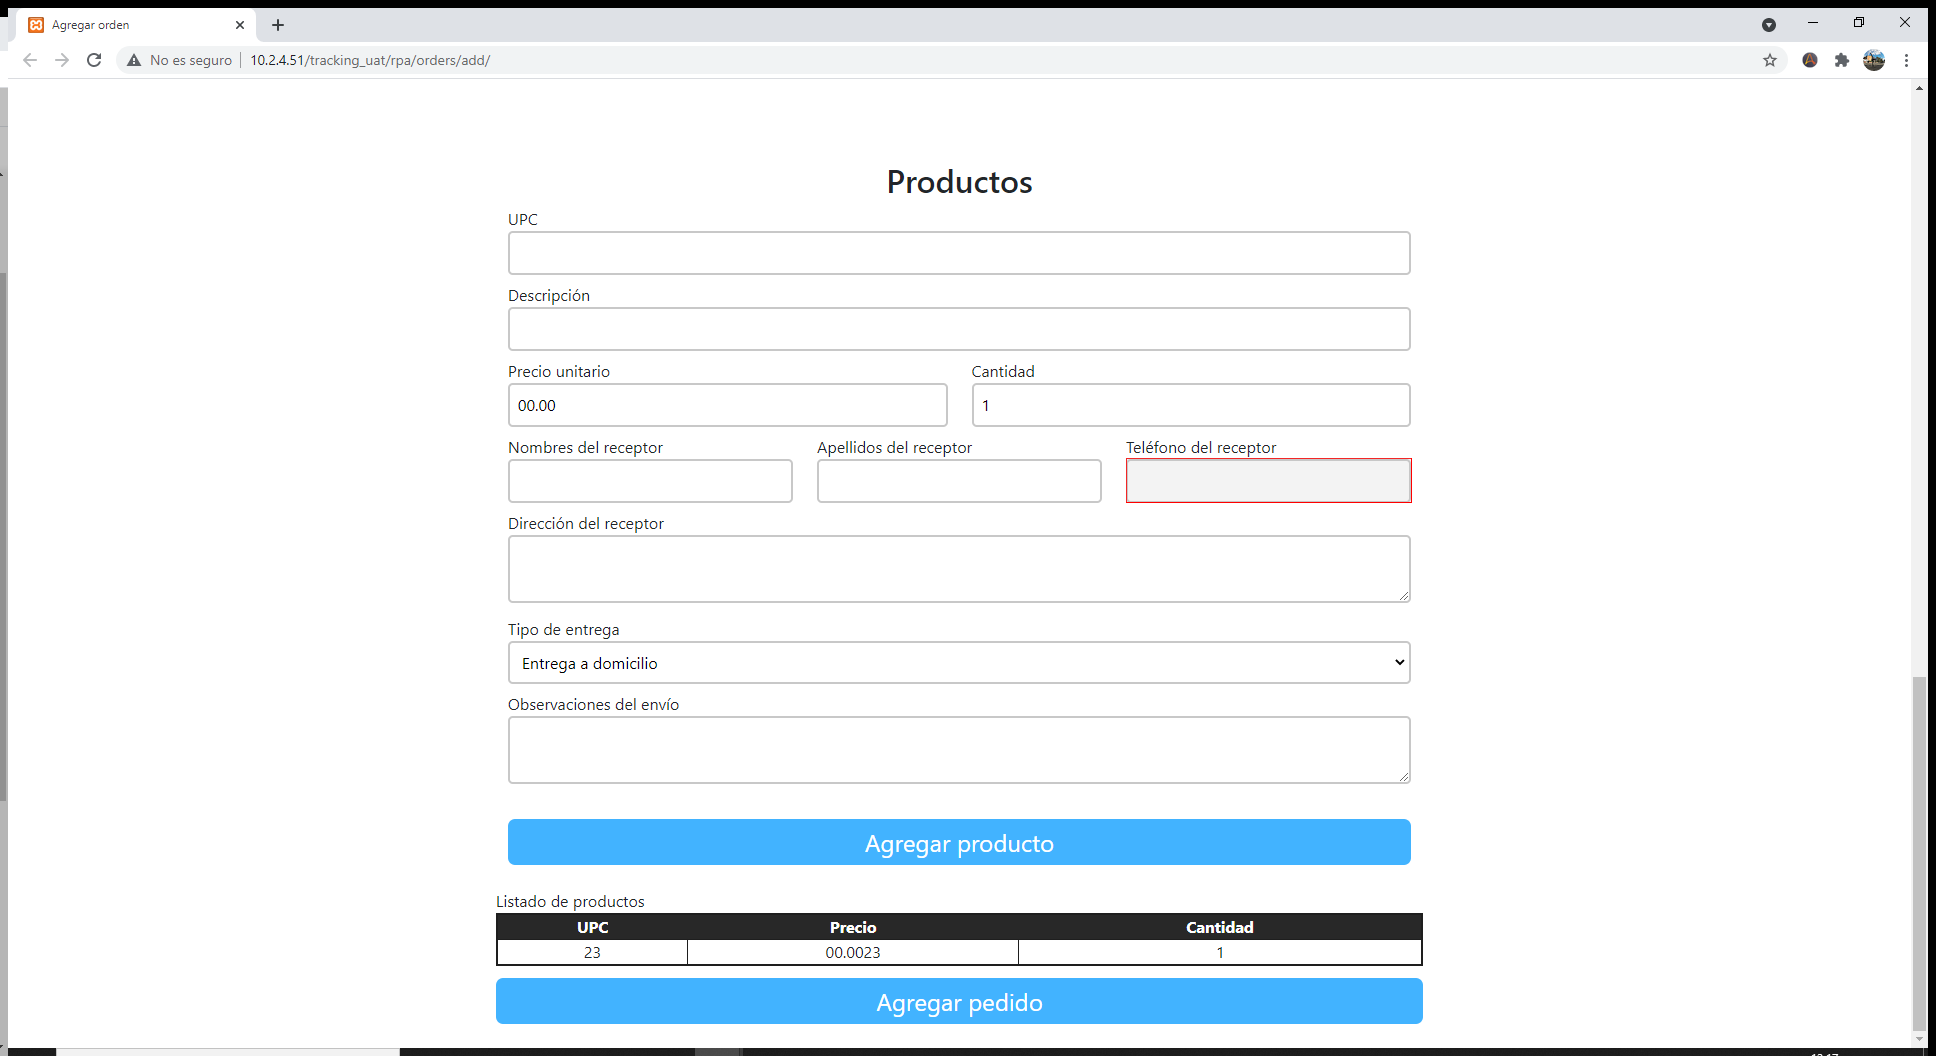 Agregar orden
No es seguro 10.2.4.51/tracking_uat/rpa/orders/add/
Productos
UPC
Descripción
Precio unitario Cantidad
00.00 1
Nombres del receptor Apellidos del receptor Teléfono del receptor
Dirección del receptor
Tipo de entrega
Entrega a domicilio
Observaciones del envío
Agregar producto
Listado de productos
UPC Precio Cantidad
23 00.0023 1
Agregar pedido